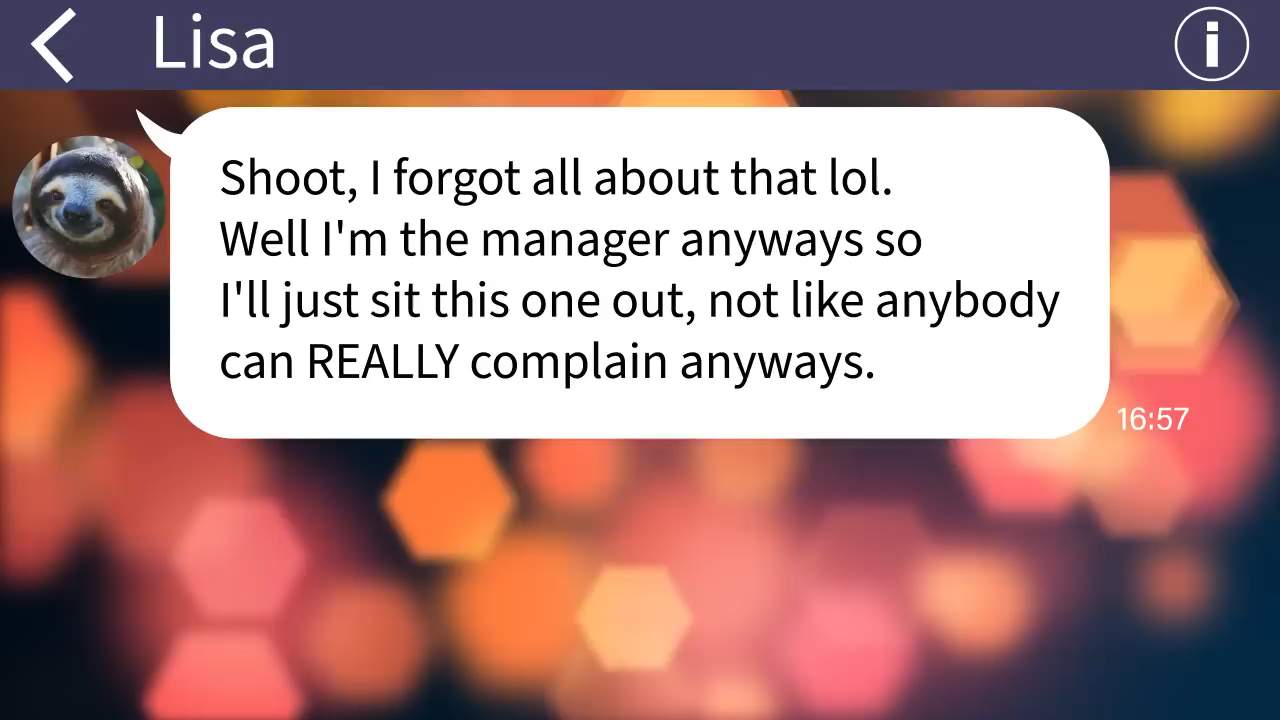 Lisa
Shoot, I forgot all about that lol.
Well I'm the manager anyways so
I'll just sit this one out, not like anybody
can REALLY complain anyways.
16:57